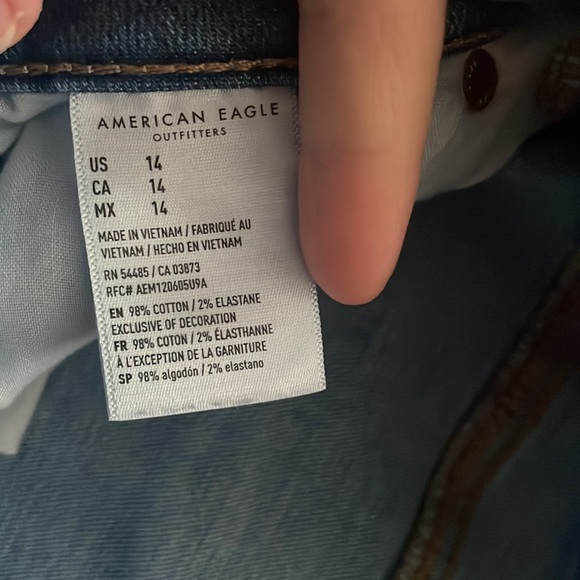 AMERICAN EAGLE
OUTFITTERS
US 14
CA 14
MX 14
MADE IN VIETNAM / FABRIQUÉ AU
VIETNAM / HECHO EN VIETNAM
RN 54485 / CA 03873
RFC# AEM120605U9A
EN 98% COTTON / 2% ELASTANE
EXCLUSIVE OF DECORATION
FR 98% COTON / 2% ÉLASTHANNE
À L'EXCEPTION DE LA GARNITURE
SP 98% algodón / 2% elastano